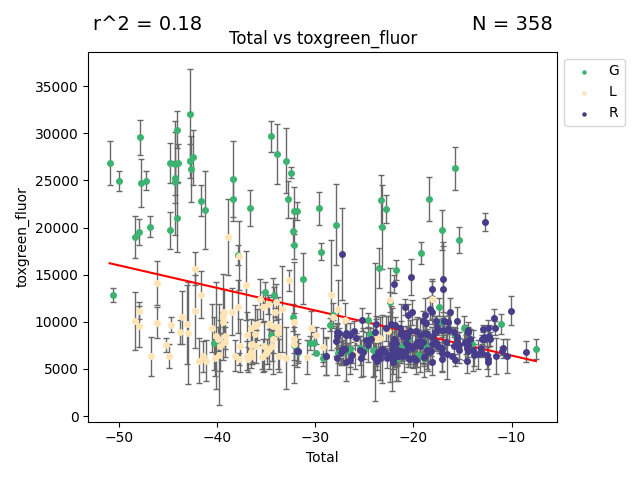 r^2 = 0.18
N = 358
Total vs toxgreen_fluor
toxgreen_fluor
35000
30000
25000
20000
15000
10000
5000
0
−50
−40
−30
−20
−10
Total
G
L
R